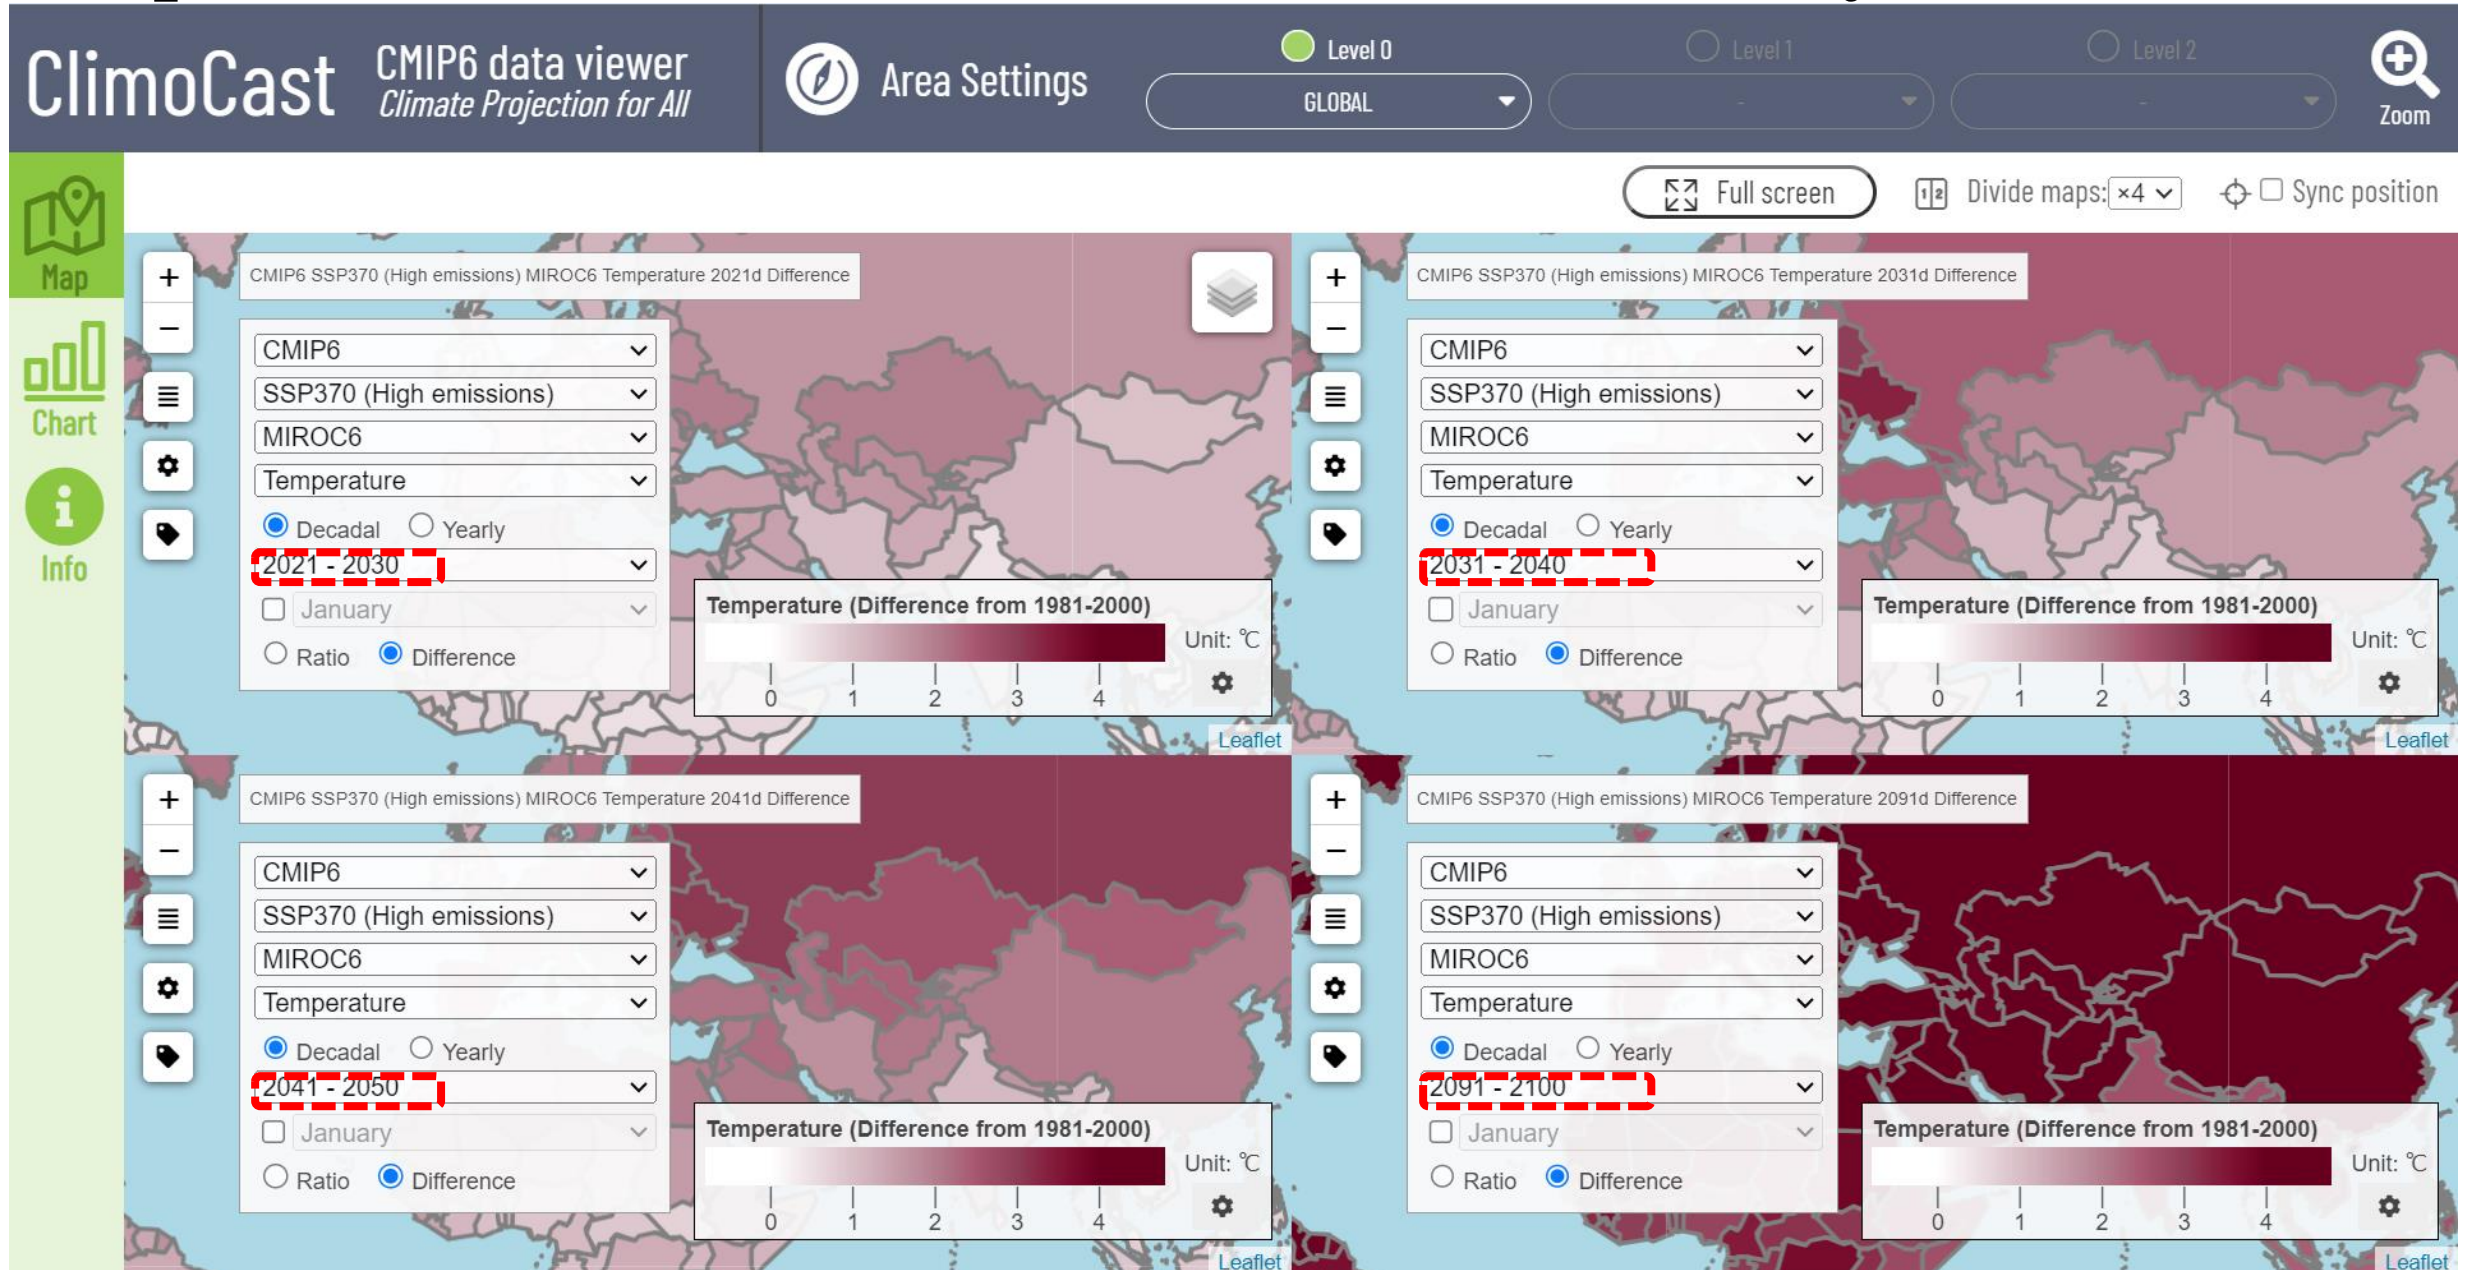 ClimoCast
CMIP6 data viewer
Climate Projection for All
Area Settings
Level 0
GLOBAL
Level 1
-
Level 2
-
Zoom
Map
Chart
Info
Full screen
1 2
Divide maps:
×4
Sync position
+
CMIP6 SSP370 (High emissions) MIROC6 Temperature 2021d Difference
−
CMIP6
SSP370 (High emissions)
MIROC6
Temperature
Decadal Yearly
2021 - 2030
January
Ratio Difference
Temperature (Difference from 1981-2000)
Unit: ℃
0 1 2 3 4
Leaflet
+
CMIP6 SSP370 (High emissions) MIROC6 Temperature 2031d Difference
−
CMIP6
SSP370 (High emissions)
MIROC6
Temperature
Decadal Yearly
2031 - 2040
January
Ratio Difference
Temperature (Difference from 1981-2000)
Unit: ℃
0 1 2 3 4
Leaflet
+
CMIP6 SSP370 (High emissions) MIROC6 Temperature 2041d Difference
−
CMIP6
SSP370 (High emissions)
MIROC6
Temperature
Decadal Yearly
2041 - 2050
January
Ratio Difference
Temperature (Difference from 1981-2000)
Unit: ℃
0 1 2 3 4
Leaflet
+
CMIP6 SSP370 (High emissions) MIROC6 Temperature 2091d Difference
−
CMIP6
SSP370 (High emissions)
MIROC6
Temperature
Decadal Yearly
2091 - 2100
January
Ratio Difference
Temperature (Difference from 1981-2000)
Unit: ℃
0 1 2 3 4
Leaflet